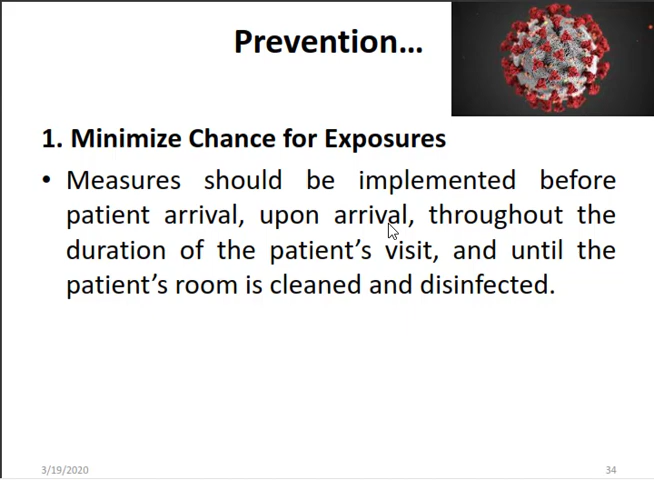 Prevention…
1. Minimize Chance for Exposures
• Measures should be implemented before
patient arrival, upon arrival, throughout the
duration of the patient’s visit, and until the
patient’s room is cleaned and disinfected.
3/19/2020
34